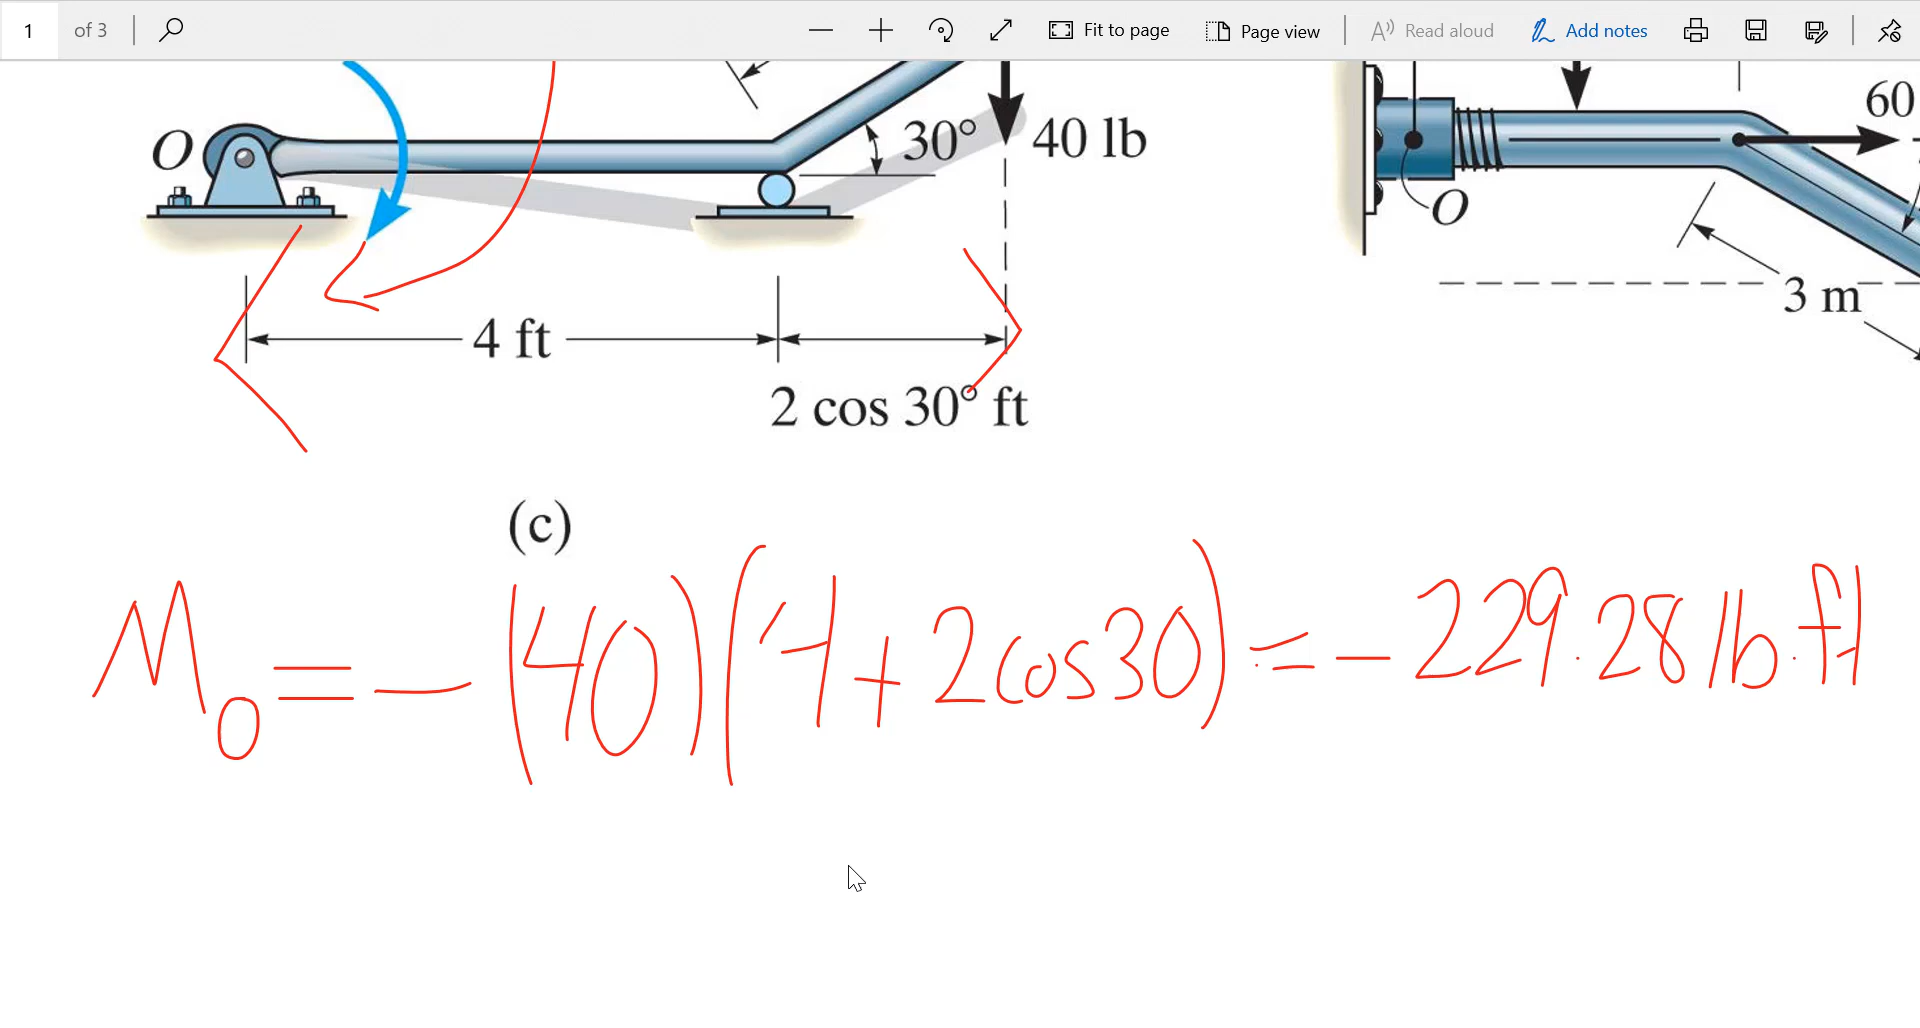 1 of 3 Fit to page Page view Read aloud Add notes
O 30° 40 lb
60
O
4 ft
3 m
2 cos 30° ft
(c)
M₀ = − (40)(4 + 2cos30) = − 229.28 lb·ft